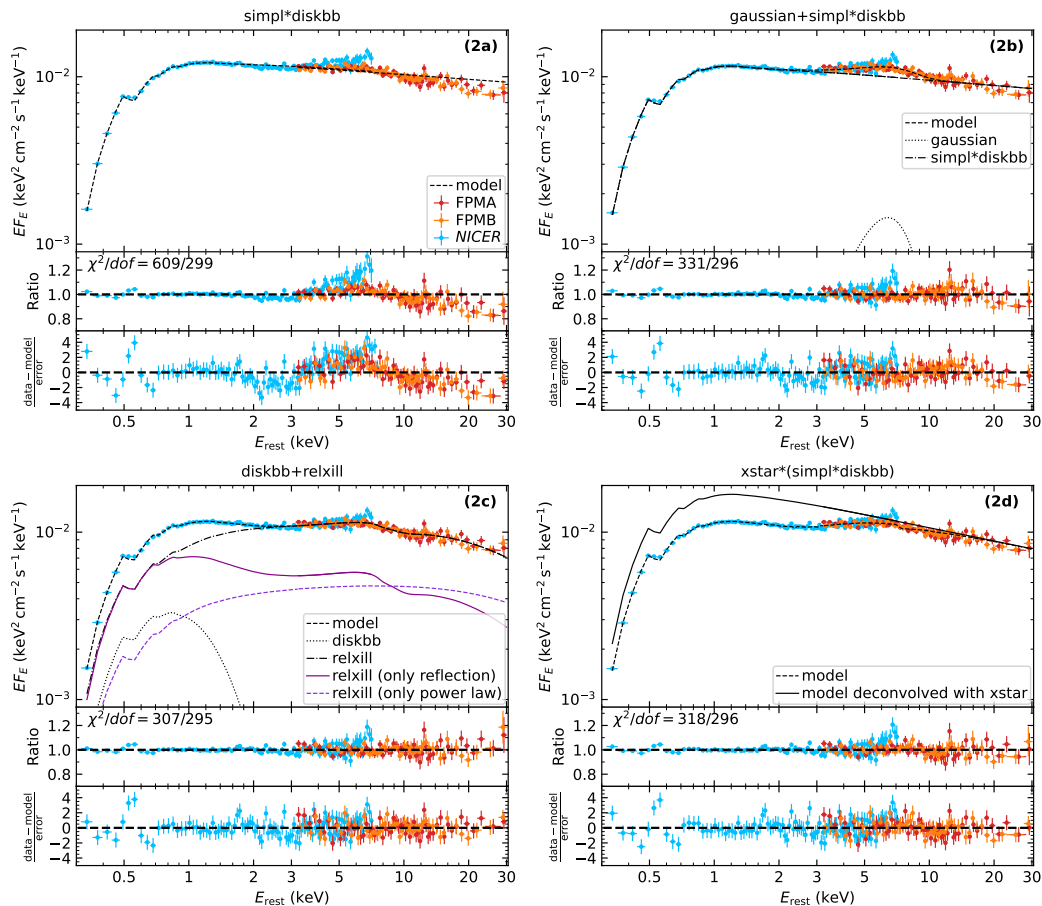 simpl*diskbb
(2a)
EF_E (keV² cm⁻² s⁻¹ keV⁻¹)
10⁻²
10⁻³
model
FPMA
FPMB
NICER
χ²/dof = 609/299
Ratio
1.2
1.0
0.8
data − model
error
4
2
0
−2
−4
0.5 1 3 5 10 20 30
E_rest (keV)
gaussian+simpl*diskbb
(2b)
EF_E (keV² cm⁻² s⁻¹ keV⁻¹)
10⁻²
10⁻³
model
gaussian
simpl*diskbb
χ²/dof = 331/296
Ratio
1.2
1.0
0.8
data − model
error
4
2
0
−2
−4
0.5 1 3 5 10 20 30
E_rest (keV)
diskbb+relxill
(2c)
EF_E (keV² cm⁻² s⁻¹ keV⁻¹)
10⁻²
10⁻³
model
diskbb
relxill
relxill (only reflection)
relxill (only power law)
χ²/dof = 307/295
Ratio
1.2
1.0
0.8
data − model
error
4
2
0
−2
−4
0.5 1 3 5 10 20 30
E_rest (keV)
xstar*(simpl*diskbb)
(2d)
EF_E (keV² cm⁻² s⁻¹ keV⁻¹)
10⁻²
10⁻³
model
model deconvolved with xstar
χ²/dof = 318/296
Ratio
1.2
1.0
0.8
data − model
error
4
2
0
−2
−4
0.5 1 3 5 10 20 30
E_rest (keV)